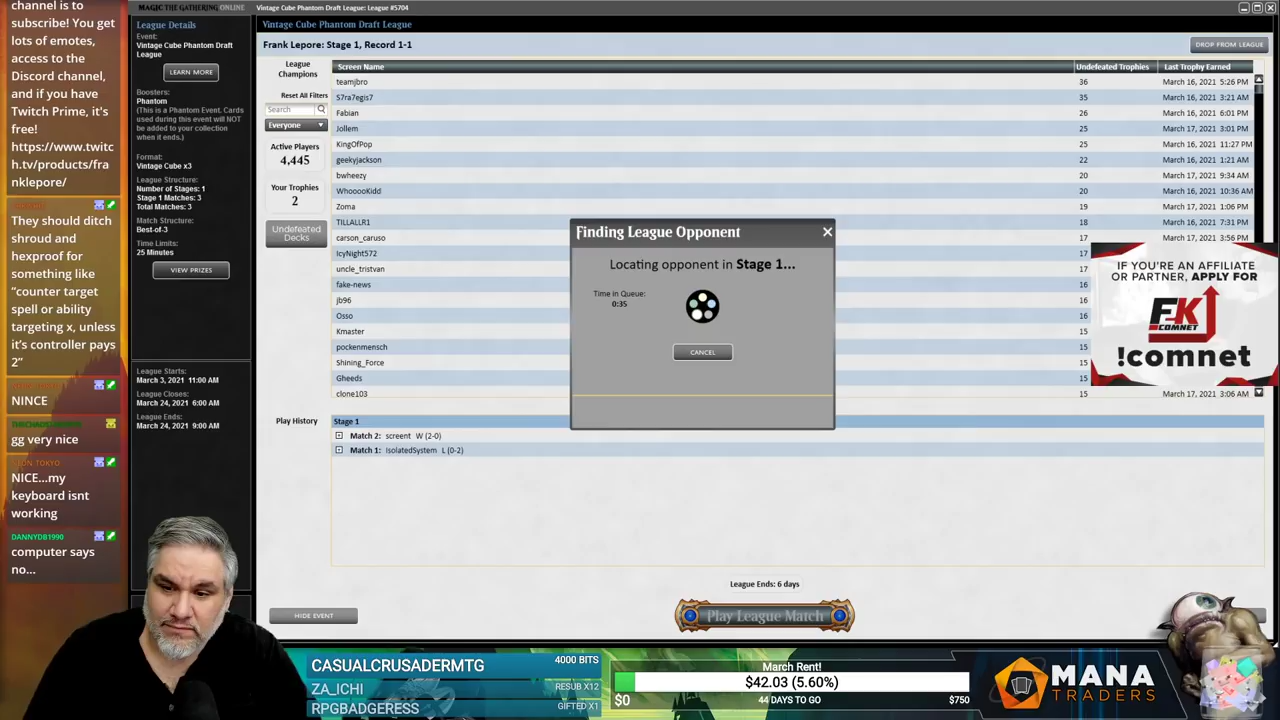 channel is to
subscribe! You get
lots of emotes,
access to the
Discord channel,
and if you have
Twitch Prime, it's
free!
https://www.twitc
h.tv/products/fra
nklepore/
They should ditch
shroud and
hexproof for
something like
“counter target
spell or ability
targeting x, unless
it’s controller pays
2”
NINCE
gg very nice
NICE...my
keyboard isnt
working
DANNYDB1990
computer says
no...
MAGIC THE GATHERING ONLINE
League Details
Event:
Vintage Cube Phantom Draft
League
LEARN MORE
Boosters:
Phantom
(This is a Phantom Event. Cards
used during this event will NOT
be added to your collection
when it ends.)
Format:
Vintage Cube x3
League Structure:
Number of Stages: 1
Stage 1 Matches: 3
Total Matches: 3
Match Structure:
Best-of-3
Time Limits:
25 Minutes
VIEW PRIZES
League Starts:
March 3, 2021 11:00 AM
League Closes:
March 24, 2021 6:00 AM
League Ends:
March 24, 2021 9:00 AM
Vintage Cube Phantom Draft League: League #5704
Vintage Cube Phantom Draft League
Frank Lepore: Stage 1, Record 1-1
DROP FROM LEAGUE
League
Champions
Reset All Filters
Search
Everyone
Active Players
4,445
Your Trophies
2
Undefeated
Decks
Screen Name Undefeated Trophies Last Trophy Earned
teamjbro 36 March 16, 2021 5:26 PM
S7ra7egis7 35 March 16, 2021 3:21 AM
Fabian 26 March 16, 2021 6:01 PM
Jollem 25 March 17, 2021 1:03 AM
KingOfPop 25 March 16, 2021 11:27 PM
geekyjackson 22 March 16, 2021 1:21 AM
bwheezy 20 March 17, 2021 9:34 AM
WhooooKidd 20 March 16, 2021 10:36 AM
Zoma 19 March 16, 2021 1:06 PM
TILLALLR1 18 March 16, 2021 7:31 PM
carson_caruso 17 March 16, 2021 3:56 PM
IcyNight572 17
uncle_tristvan 17
fake-news 16
jb96 16
Osso 16
Kmaster 15
pockenmensch 15
Shining_Force 15
Gheeds 15
clone103 15 March 17, 2021 3:06 AM
Finding League Opponent
Locating opponent in Stage 1...
Time In Queue:
0:35
CANCEL
IF YOU'RE AN AFFILIATE
OR PARTNER, APPLY FOR
COMNET
!comnet
Play History
Stage 1
Match 2: screent W (2-0)
Match 1: IsolatedSystem L (0-2)
League Ends: 6 days
HIDE EVENT
Play League Match
CASUALCRUSADERMTG 4000 BITS
ZA_ICHI RESUB X12
RPGBADGERESS GIFTED X1
March Rent!
$42.03 (5.60%)
$0 44 DAYS TO GO $750
MANA
TRADERS